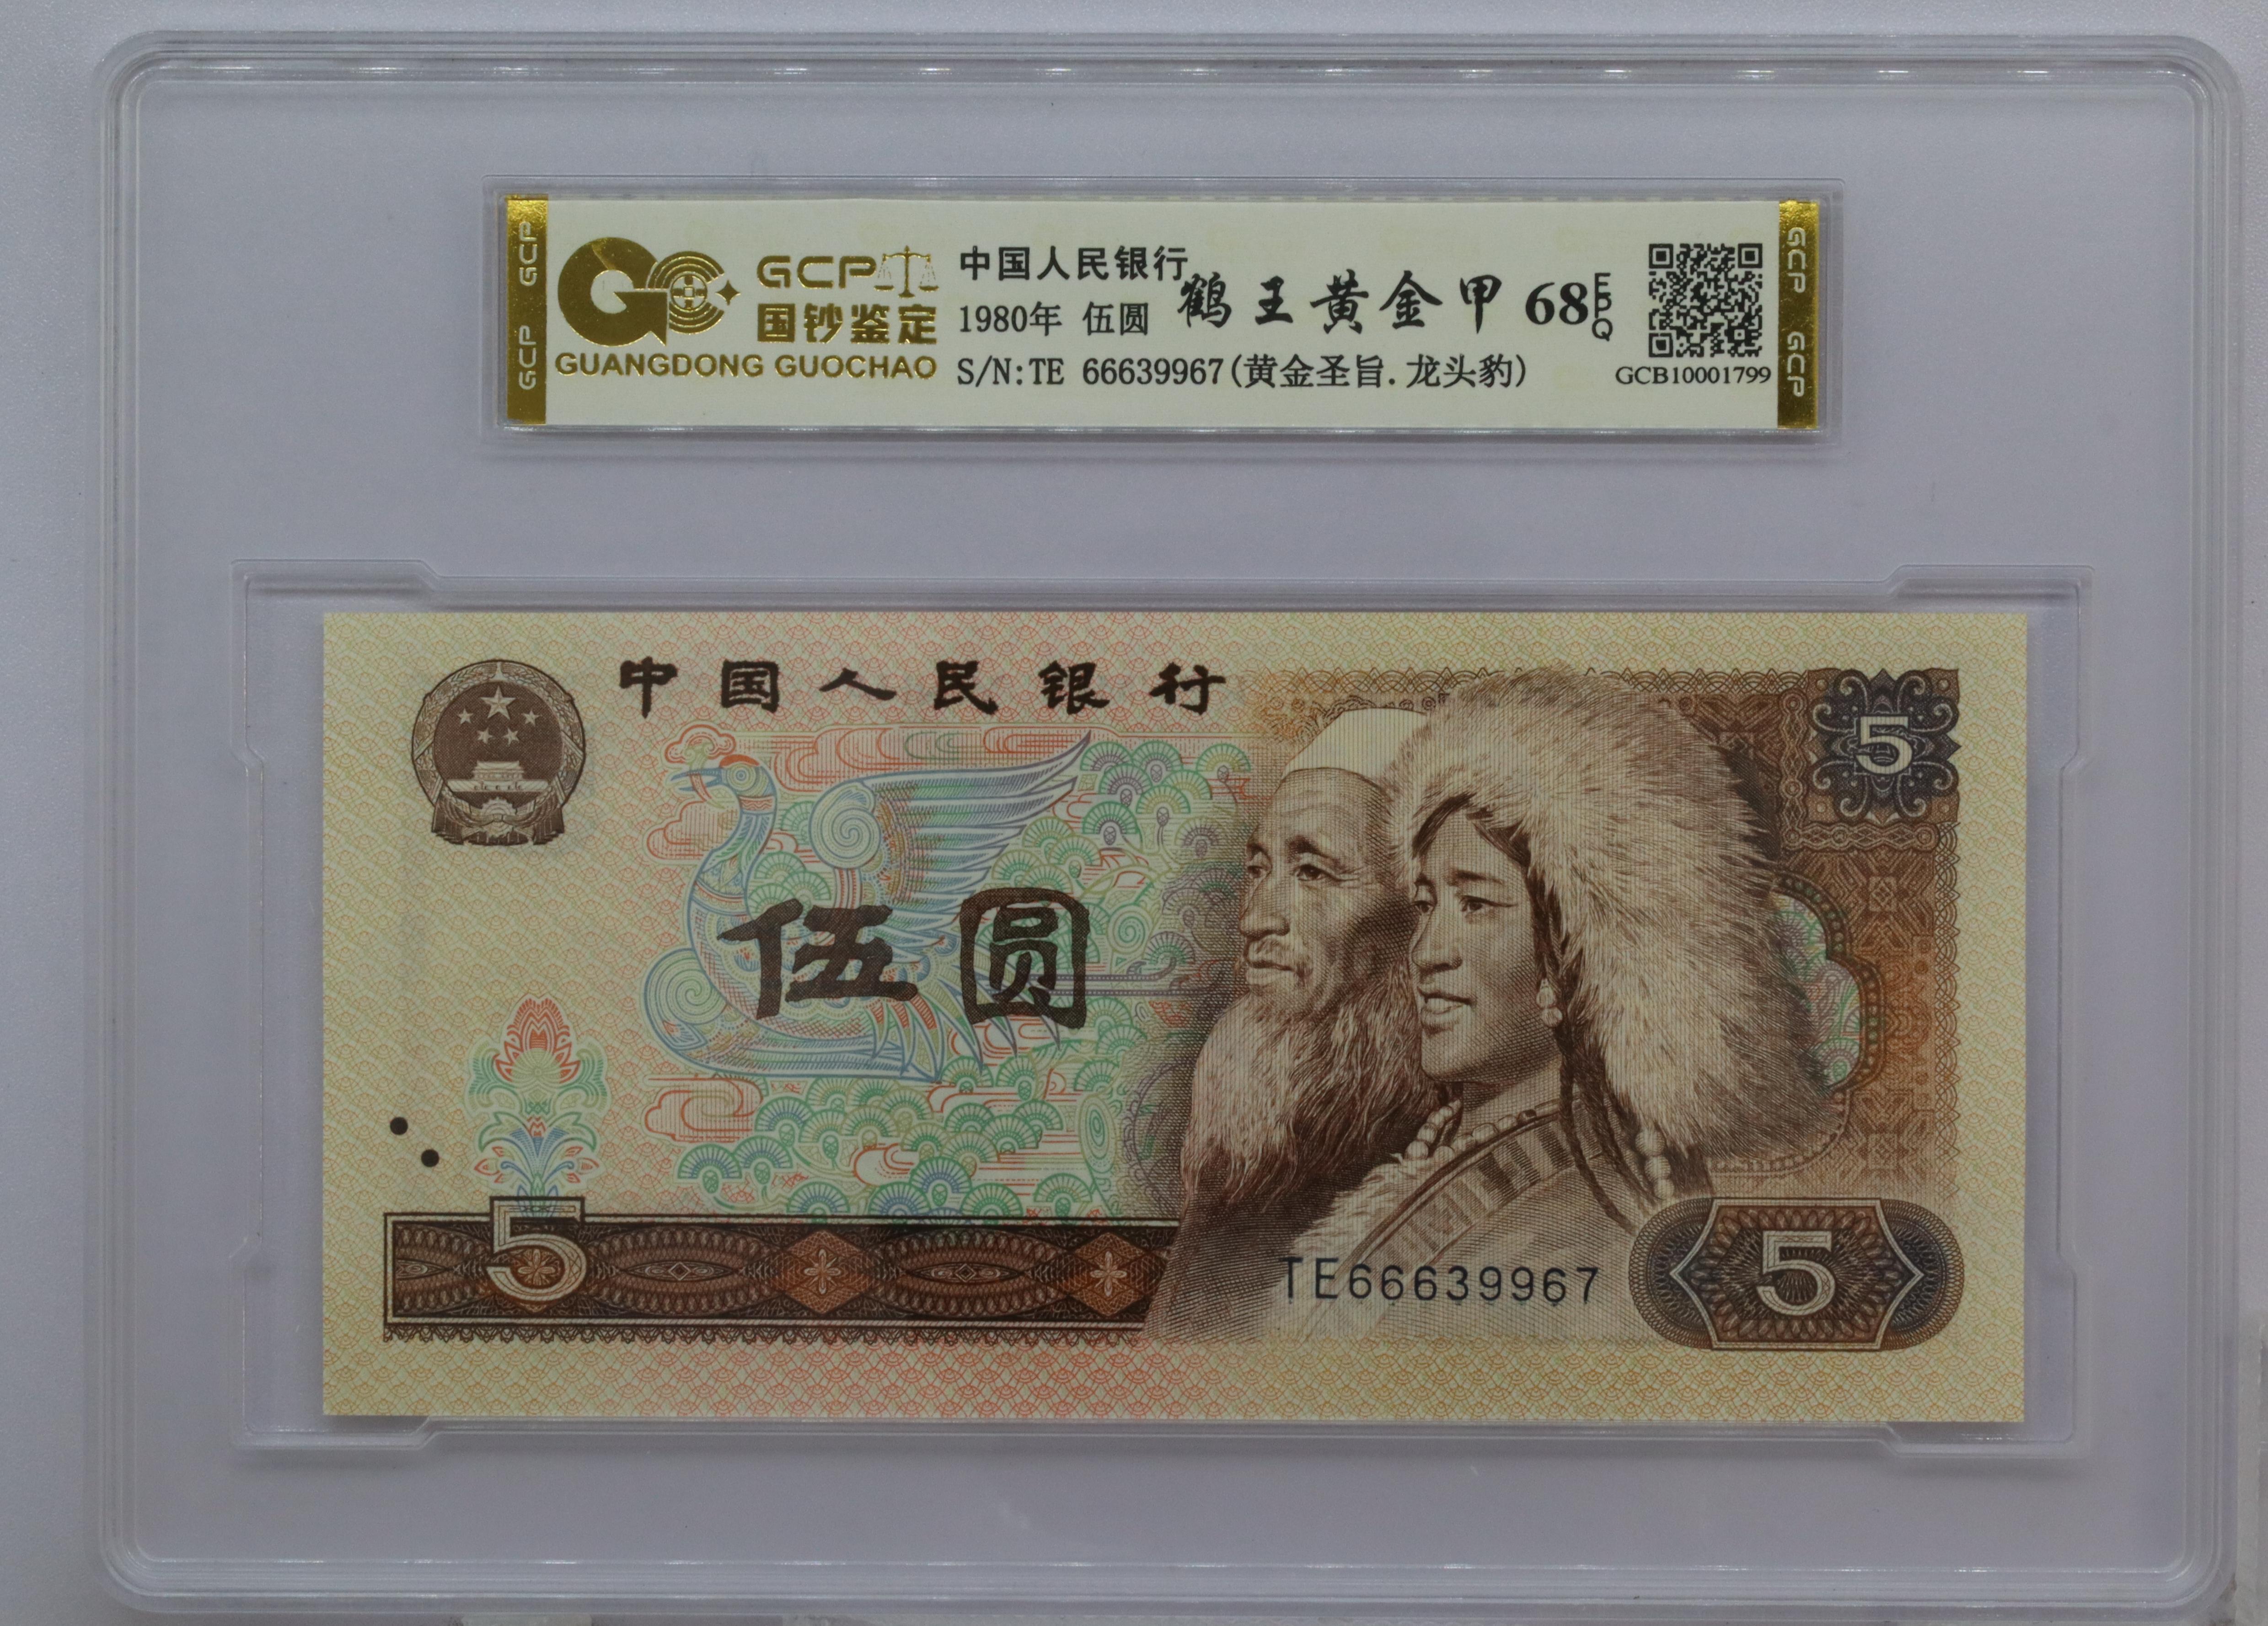 GCP GCP
GCP
国钞鉴定
GUANGDONG GUOCHAO
中国人民银行
1980年 伍圆
鹤王黄金甲 68 EPQ
S/N:TE 66639967(黄金圣旨.龙头豹)
GCB10001799
GCP GCP
中国人民银行
5
伍圆
5
TE66639967
5